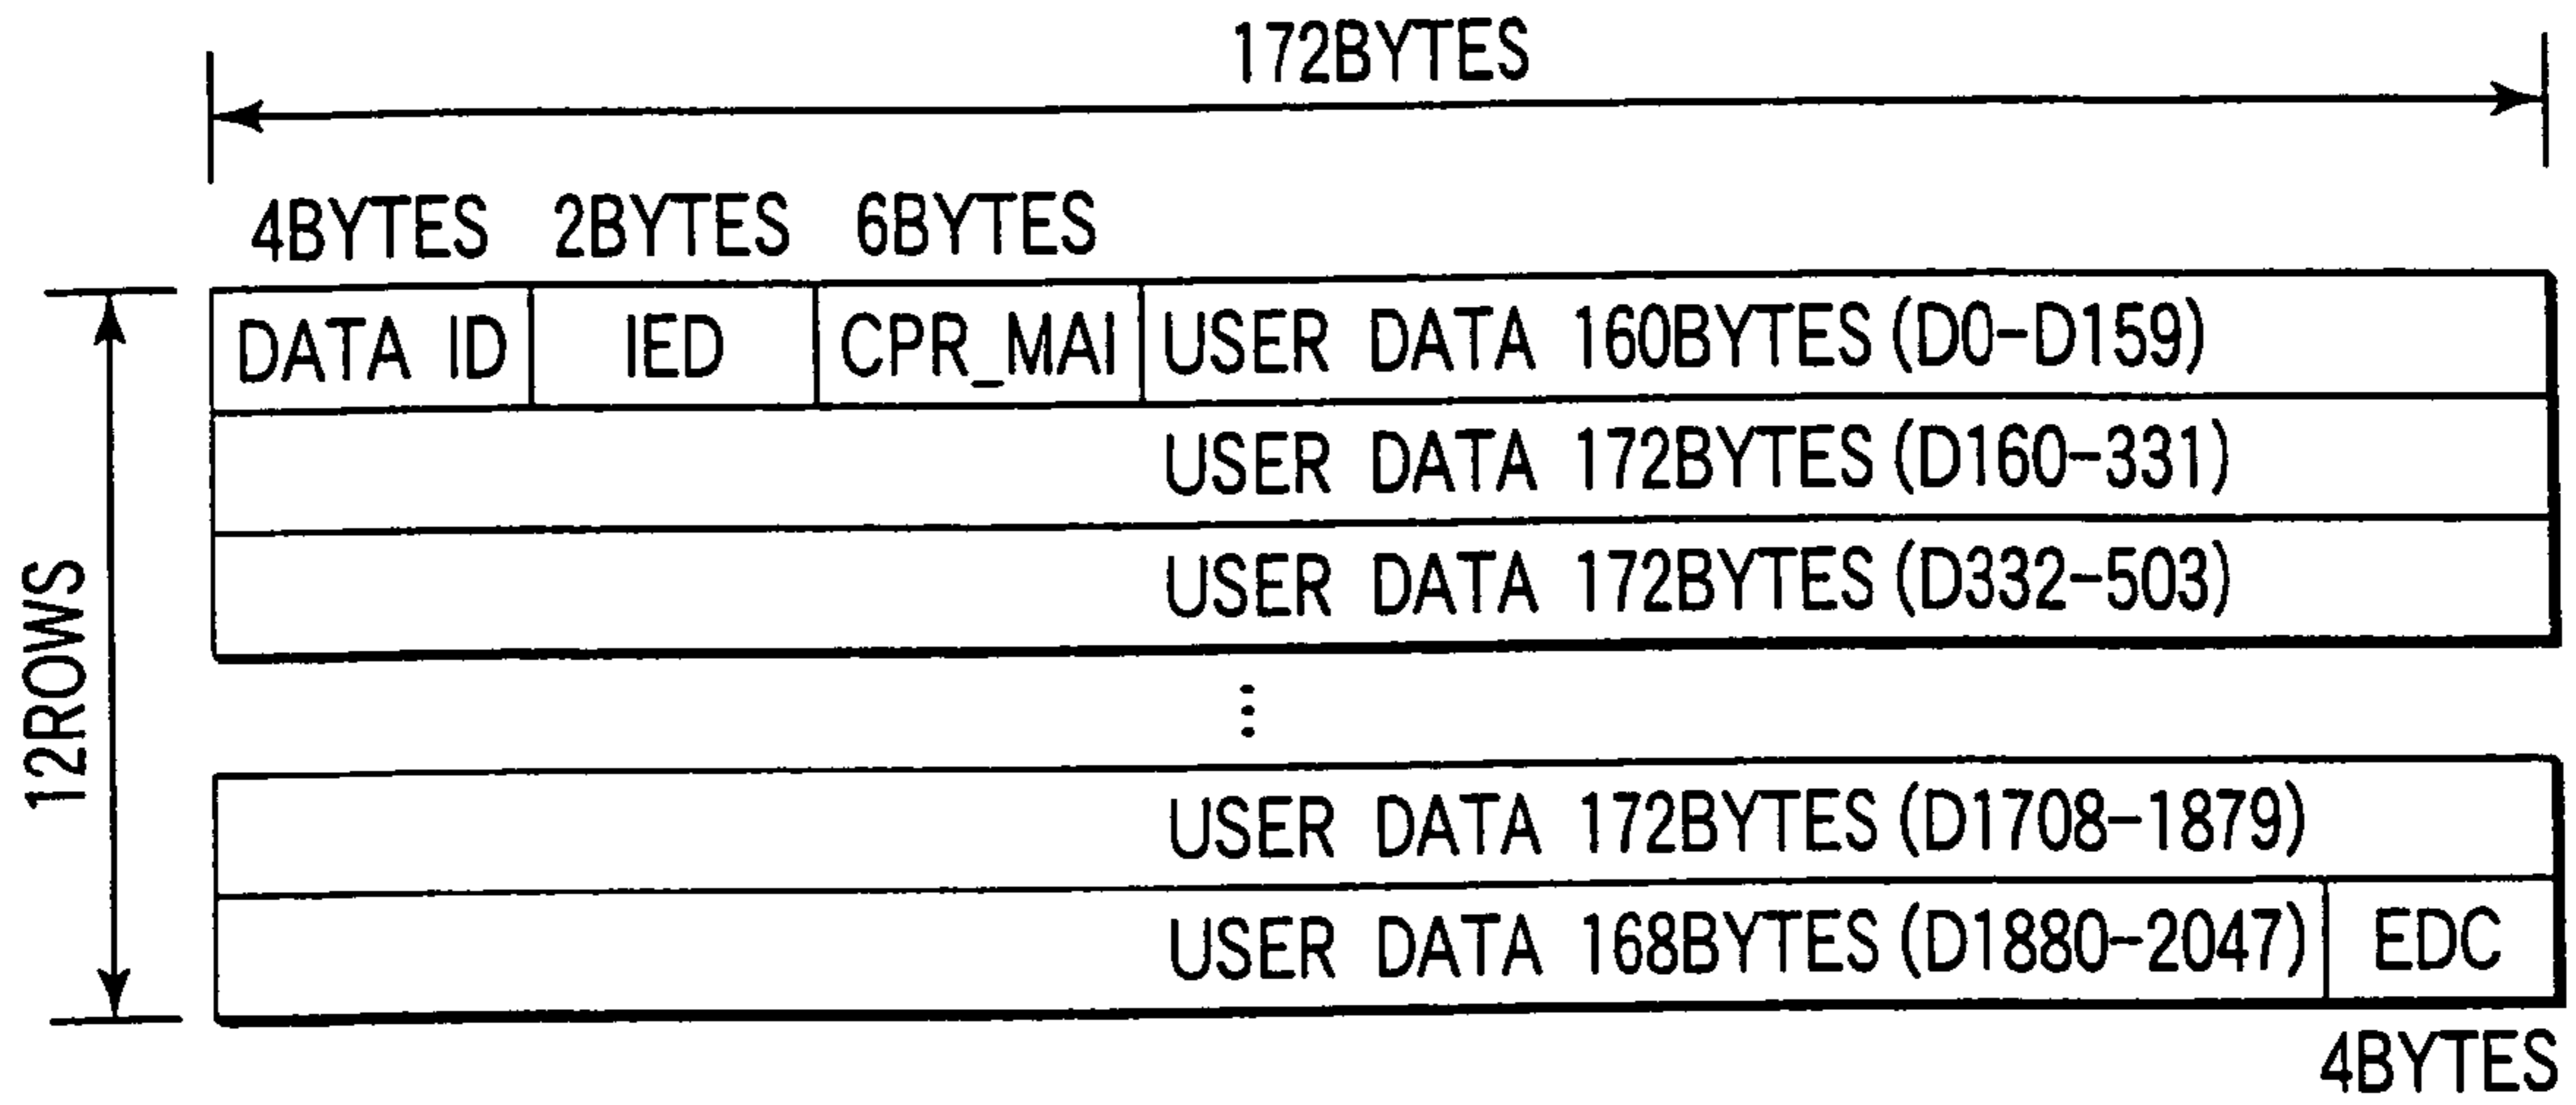 172BYTES
4BYTES 2BYTES 6BYTES
DATA ID IED CPR_MAI USER DATA 160BYTES (D0-D159)
USER DATA 172BYTES (D160-331)
USER DATA 172BYTES (D332-503)
12ROWS
USER DATA 172BYTES (D1708-1879)
USER DATA 168BYTES (D1880-2047) EDC
4BYTES